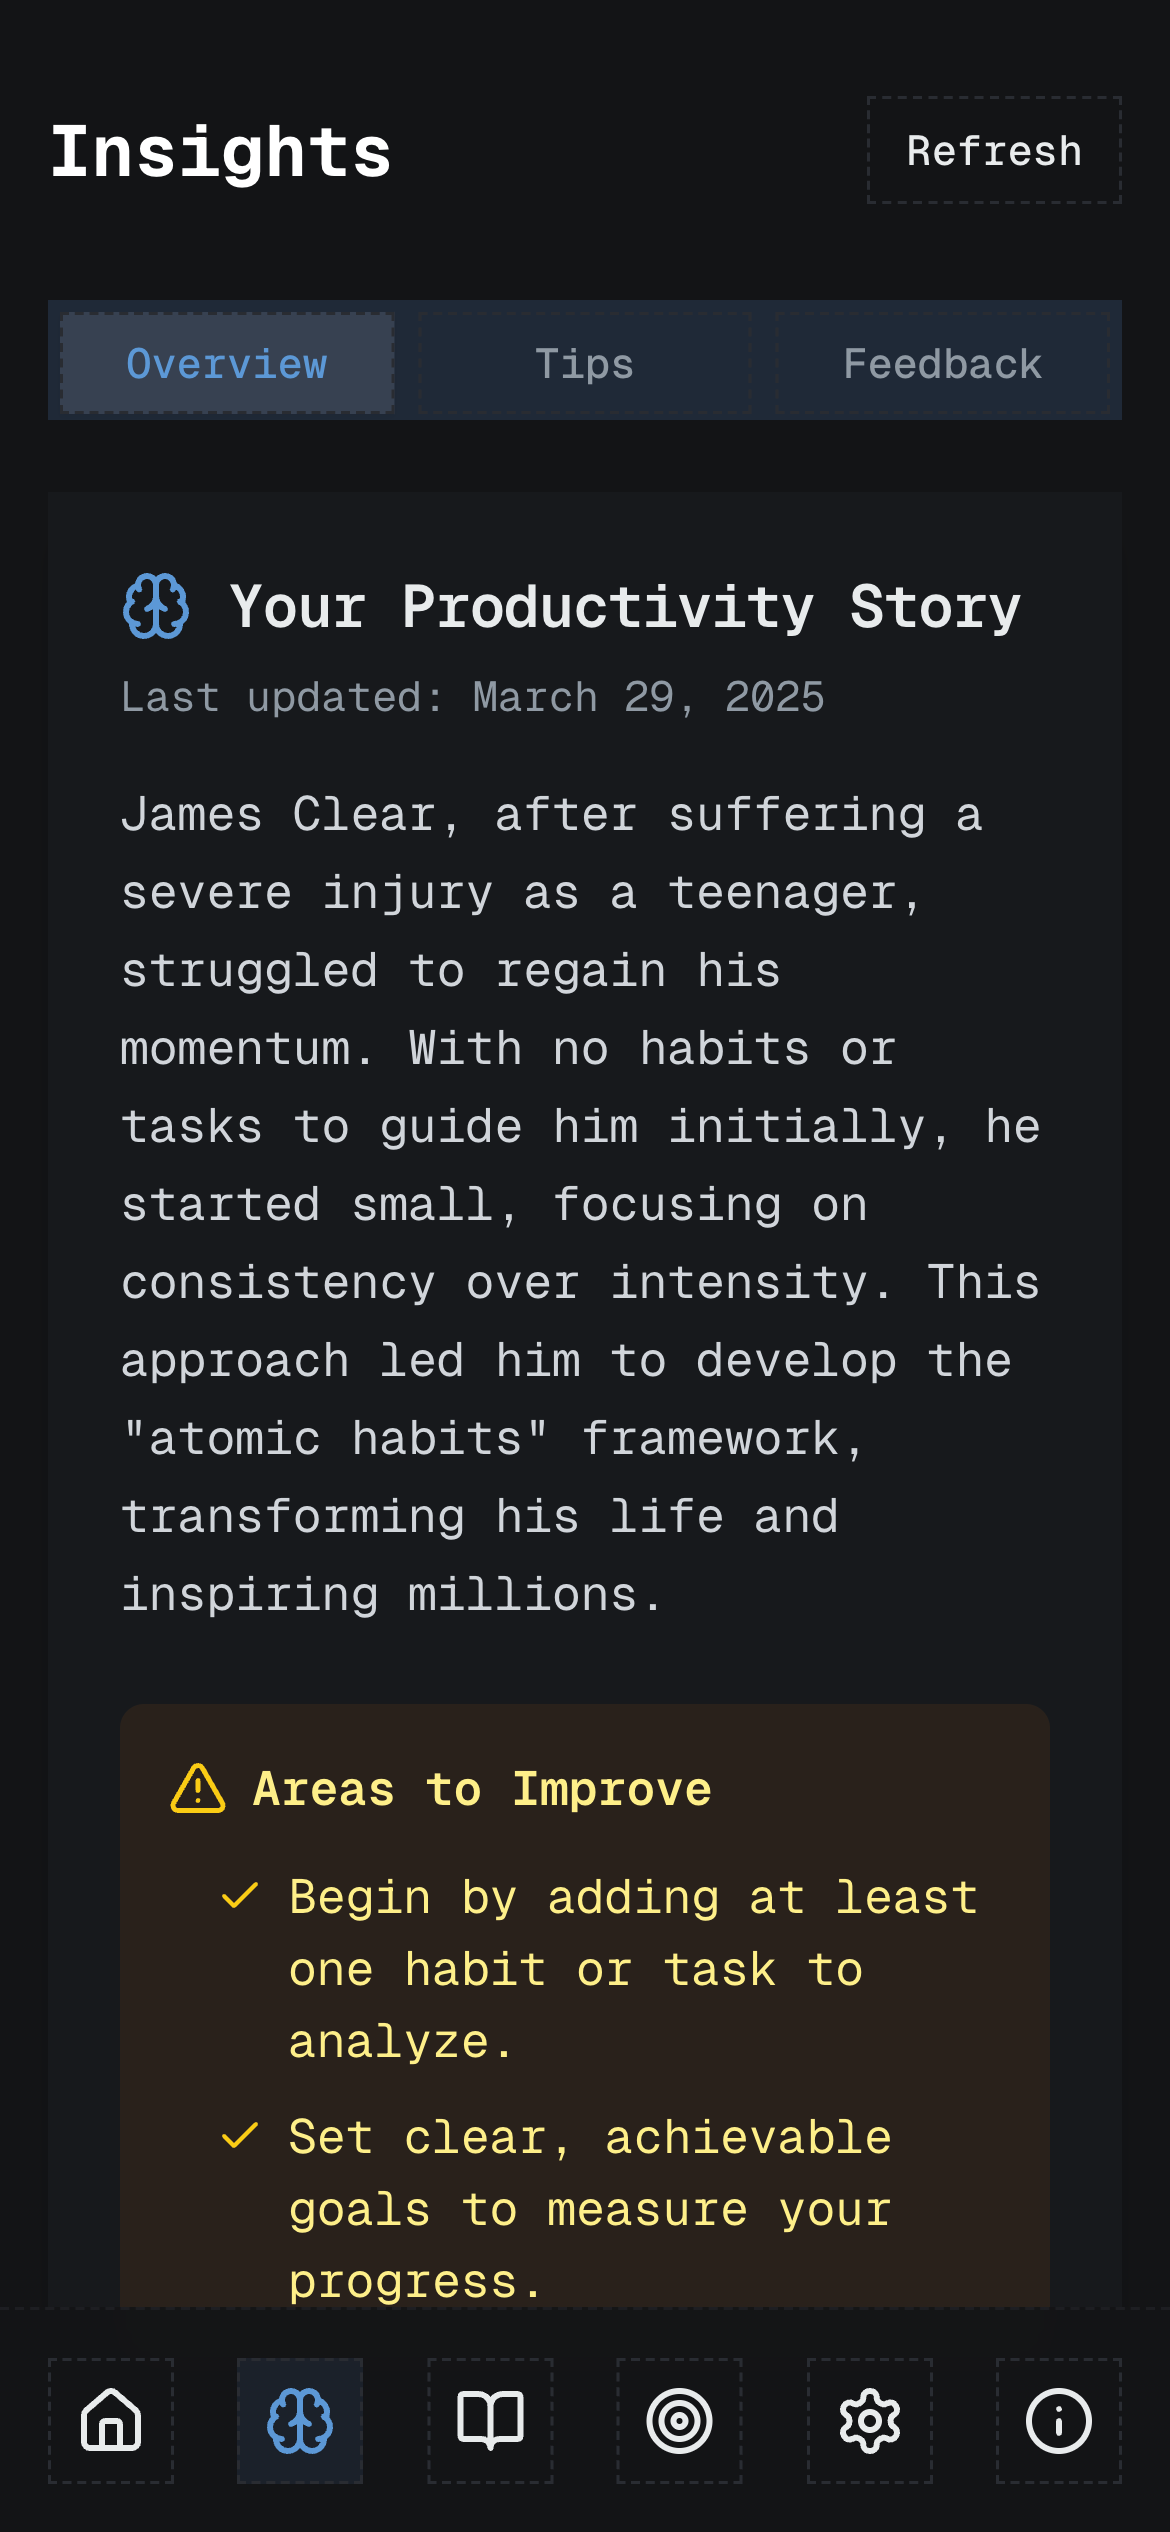 Insights
Refresh
Overview
Tips
Feedback
Your Productivity Story
Last updated: March 29, 2025
James Clear, after suffering a
severe injury as a teenager,
struggled to regain his
momentum. With no habits or
tasks to guide him initially, he
started small, focusing on
consistency over intensity. This
approach led him to develop the
"atomic habits" framework,
transforming his life and
inspiring millions.
Areas to Improve
Begin by adding at least
one habit or task to
analyze.
Set clear, achievable
goals to measure your
progress.